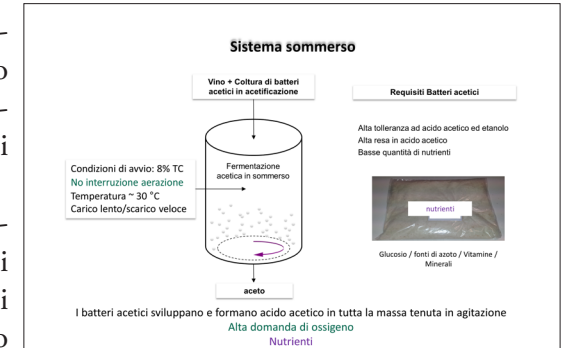 Sistema sommerso
Vino + Coltura di batteri
acetici in acetificazione
Requisiti Batteri acetici
Alta tolleranza ad acido acetico ed etanolo
Alta resa in acido acetico
Basse quantità di nutrienti
Condizioni di avvio: 8% TC
No interruzione aerazione
Temperatura ~ 30 °C
Carico lento/scarico veloce
Fermentazione
acetica in sommerso
nutrienti
Glucosio / fonti di azoto / Vitamine /
Minerali
aceto
I batteri acetici sviluppano e formano acido acetico in tutta la massa tenuta in agitazione
Alta domanda di ossigeno
Nutrienti